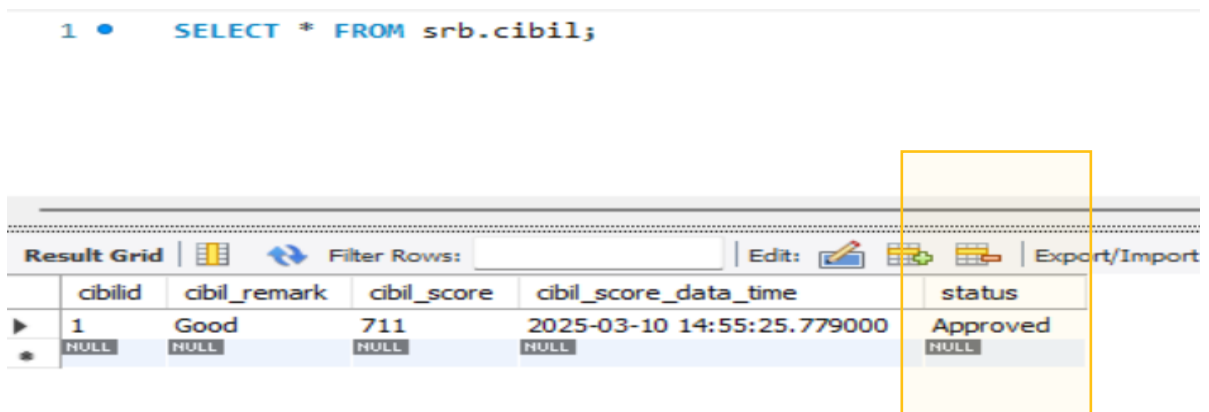 1 SELECT * FROM srb.cibil;
Result Grid Filter Rows: Edit: Export/Import
cibilid cibil_remark cibil_score cibil_score_data_time status
1 Good 711 2025-03-10 14:55:25.779000 Approved
NULL NULL NULL NULL NULL